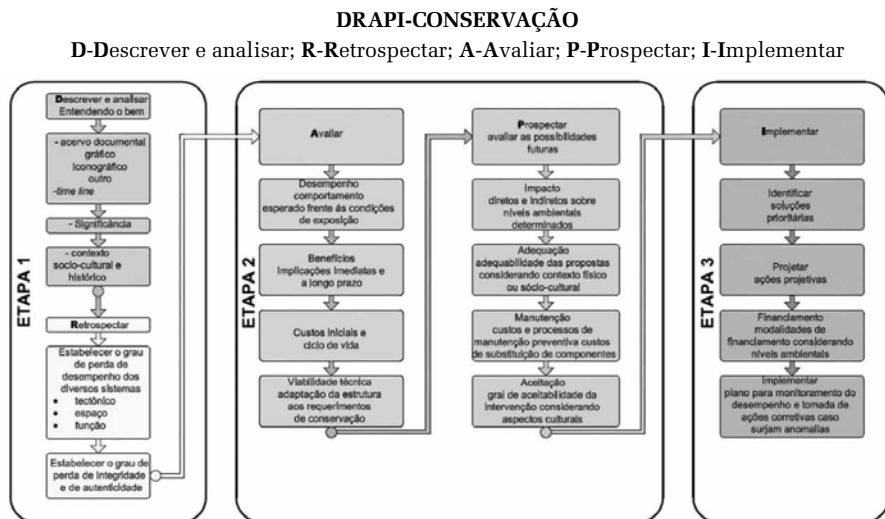 DRAPI-CONSERVAÇÃO
D-Descrever e analisar; R-Retrospectar; A-Avaliar; P-Prospectar; I-Implementar
ETAPA 1
Descrever e analisar
Entendendo o bem
- acervo documental
gráfico
iconográfico
outro
-time line
- Significância
- contexto
socio-cultural e
histórico
Retrospectar
Estabelecer o grau
de perda de
desempenho dos
diversos sistemas
• tectônico
• espaço
• função
Estabelecer o grau de
perda de integridade
e de autenticidade
ETAPA 2
Avaliar
Desempenho
comportamento
esperado frente ás condições
de exposição
Benefícios
Implicações imediatas e
a longo prazo
Custos iniciais e
ciclo de vida
Viabilidade técnica
adaptação da estrutura
aos requerimentos
de conservação
Prospectar
avaliar as possibilidades
futuras
Impacto
diretos e indiretos sobre
níveis ambientais
determinados
Adequação
adequabilidade das propostas
considerando contexto físico
ou sócio-cultural
Manutenção
custos e processos de
manutenção preventiva custos
de substituição de componentes
Aceitação
grai de aceitabilidade da
intervenção considerando
aspectos culturais
ETAPA 3
Implementar
Identificar
soluções
prioritárias
Projetar
ações projetivas
Financiamento
modalidades de
financiamento considerando
níveis ambientais
Implementar
plano para monitoramento do
desempenho e tomada de
ações corretivas caso
surjam anomalias